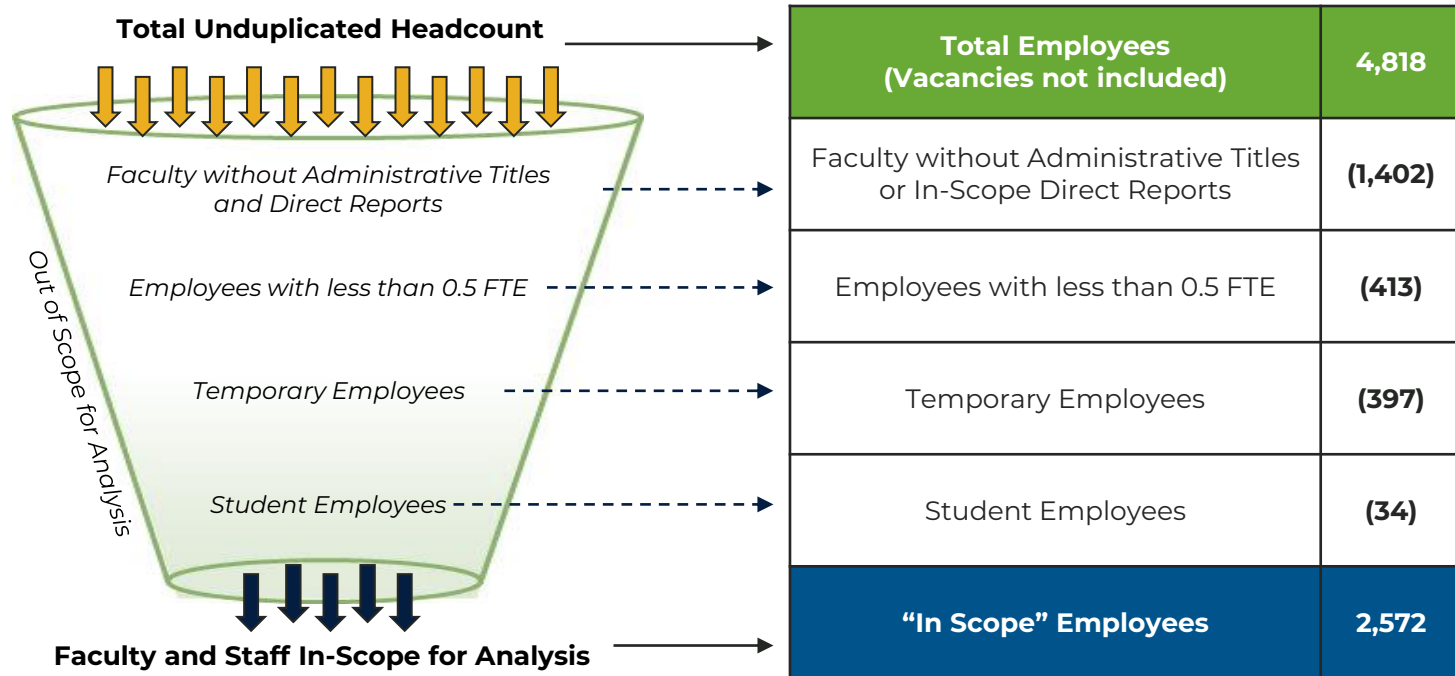 Total Unduplicated Headcount
Faculty without Administrative Titles
and Direct Reports
Employees with less than 0.5 FTE
Temporary Employees
Student Employees
Out of Scope for Analysis
Faculty and Staff In-Scope for Analysis
Total Employees
(Vacancies not included)
4,818
Faculty without Administrative Titles
or In-Scope Direct Reports
(1,402)
Employees with less than 0.5 FTE
(413)
Temporary Employees
(397)
Student Employees
(34)
“In Scope” Employees
2,572